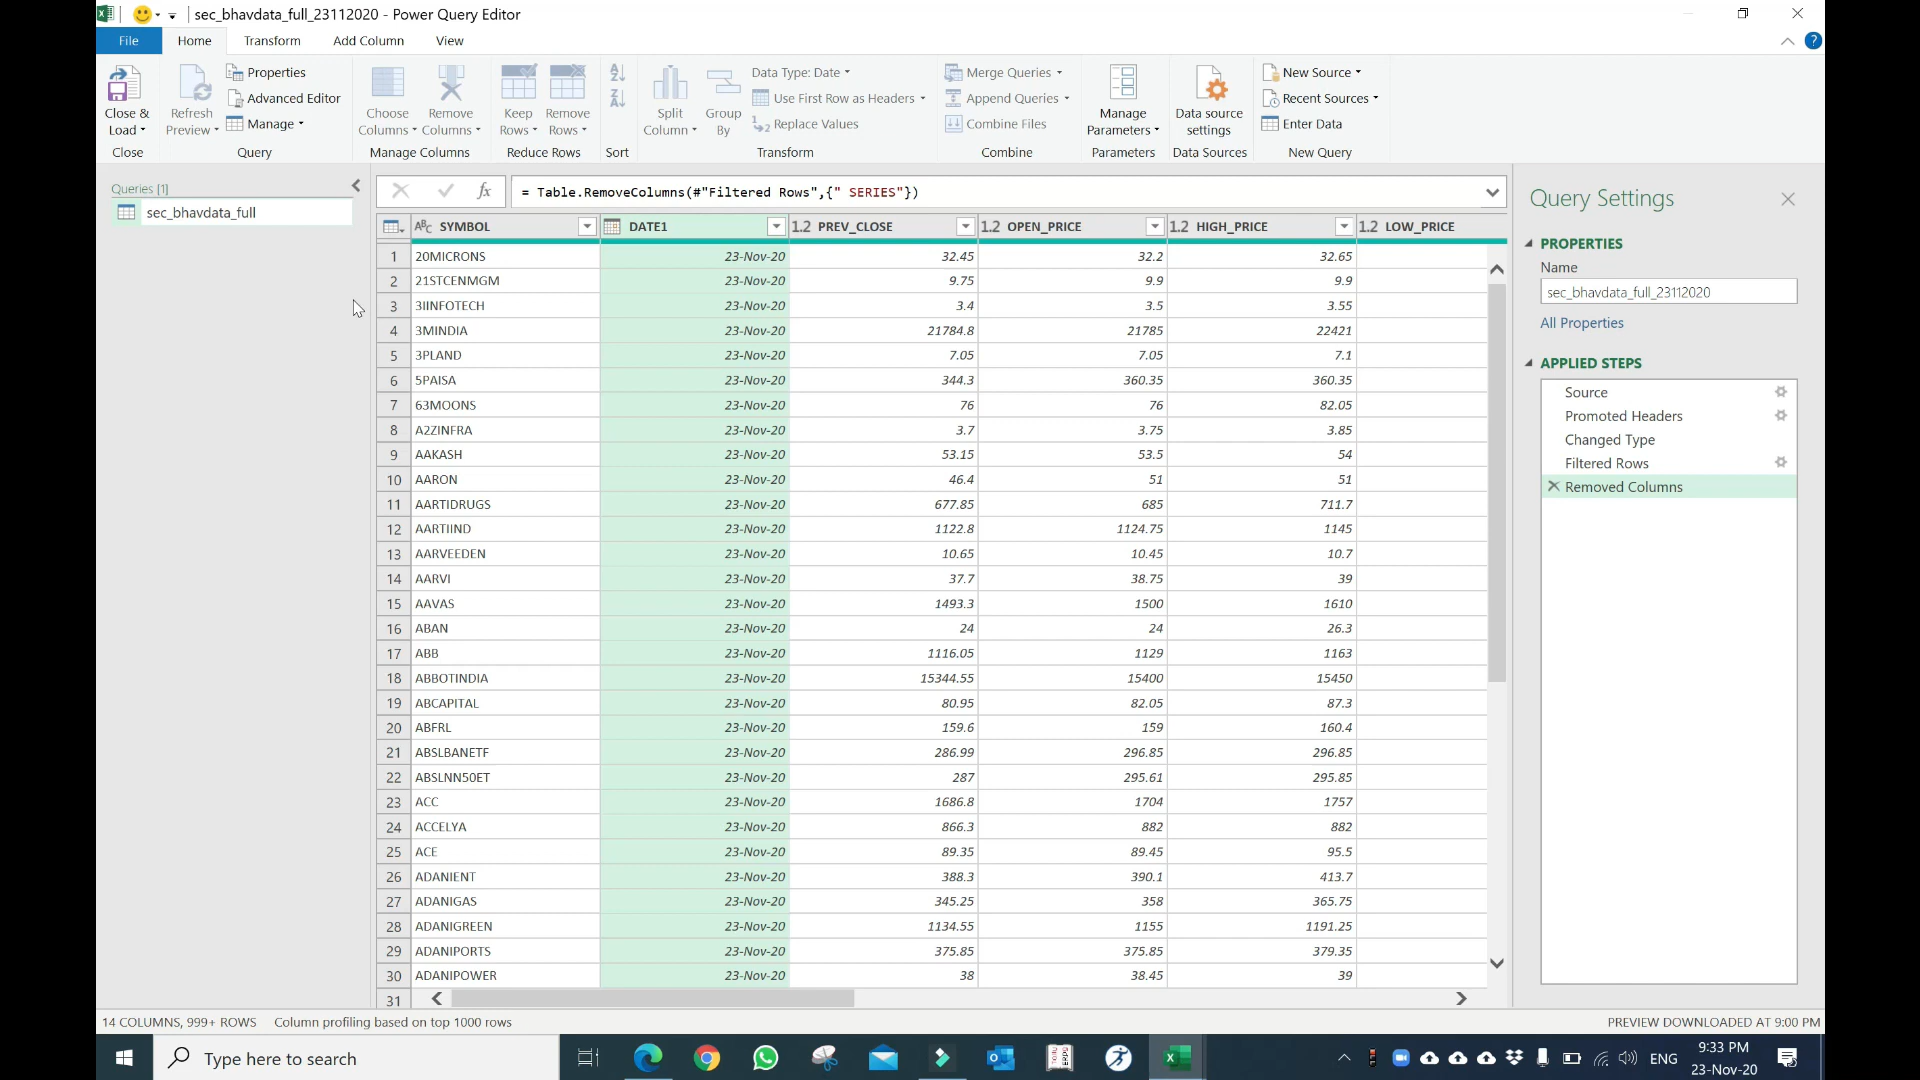 sec_bhavdata_full_23112020 - Power Query Editor
File Home Transform Add Column View
Close & Load
Refresh Preview
Properties
Advanced Editor
Manage
Choose Columns
Remove Columns
Keep Rows
Remove Rows
Split Column
Group By
Data Type: Date
Use First Row as Headers
Replace Values
Merge Queries
Append Queries
Combine Files
Manage Parameters
Data source settings
New Source
Recent Sources
Enter Data
Close Query Manage Columns Reduce Rows Sort Transform Combine Parameters Data Sources New Query
Queries [1]
sec_bhavdata_full
fx = Table.RemoveColumns(#"Filtered Rows",{" SERIES"})
SYMBOL DATE1 1.2 PREV_CLOSE 1.2 OPEN_PRICE 1.2 HIGH_PRICE 1.2 LOW_PRICE
1 20MICRONS 23-Nov-20 32.45 32.2 32.65
2 21STCENMGM 23-Nov-20 9.75 9.9 9.9
3 3IINFOTECH 23-Nov-20 3.4 3.5 3.55
4 3MINDIA 23-Nov-20 21784.8 21785 22421
5 3PLAND 23-Nov-20 7.05 7.05 7.1
6 5PAISA 23-Nov-20 344.3 360.35 360.35
7 63MOONS 23-Nov-20 76 76 82.05
8 A2ZINFRA 23-Nov-20 3.7 3.75 3.85
9 AAKASH 23-Nov-20 53.15 53.5 54
10 AARON 23-Nov-20 46.4 51 51
11 AARTIDRUGS 23-Nov-20 677.85 685 711.7
12 AARTIIND 23-Nov-20 1122.8 1124.75 1145
13 AARVEEDEN 23-Nov-20 10.65 10.45 10.7
14 AARVI 23-Nov-20 37.7 38.75 39
15 AAVAS 23-Nov-20 1493.3 1500 1610
16 ABAN 23-Nov-20 24 24 26.3
17 ABB 23-Nov-20 1116.05 1129 1163
18 ABBOTINDIA 23-Nov-20 15344.55 15400 15450
19 ABCAPITAL 23-Nov-20 80.95 82.05 87.3
20 ABFRL 23-Nov-20 159.6 159 160.4
21 ABSLBANETF 23-Nov-20 286.99 296.85 296.85
22 ABSLNN50ET 23-Nov-20 287 295.61 295.85
23 ACC 23-Nov-20 1686.8 1704 1757
24 ACCELYA 23-Nov-20 866.3 882 882
25 ACE 23-Nov-20 89.35 89.45 95.5
26 ADANIENT 23-Nov-20 388.3 390.1 413.7
27 ADANIGAS 23-Nov-20 345.25 358 365.75
28 ADANIGREEN 23-Nov-20 1134.55 1155 1191.25
29 ADANIPORTS 23-Nov-20 375.85 375.85 379.35
30 ADANIPOWER 23-Nov-20 38 38.45 39
31
Query Settings
PROPERTIES
Name
sec_bhavdata_full_23112020
All Properties
APPLIED STEPS
Source
Promoted Headers
Changed Type
Filtered Rows
Removed Columns
14 COLUMNS, 999+ ROWS Column profiling based on top 1000 rows PREVIEW DOWNLOADED AT 9:00 PM
Type here to search
ENG
9:33 PM
23-Nov-20